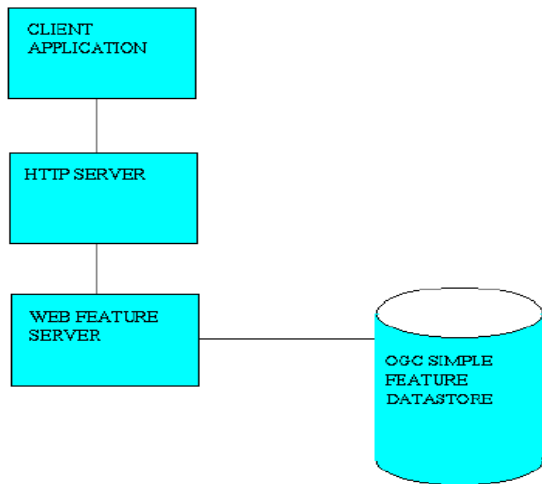 CLIENT
APPLICATION
HTTP SERVER
WEB FEATURE
SERVER
OGC SIMPLE
FEATURE
DATASTORE